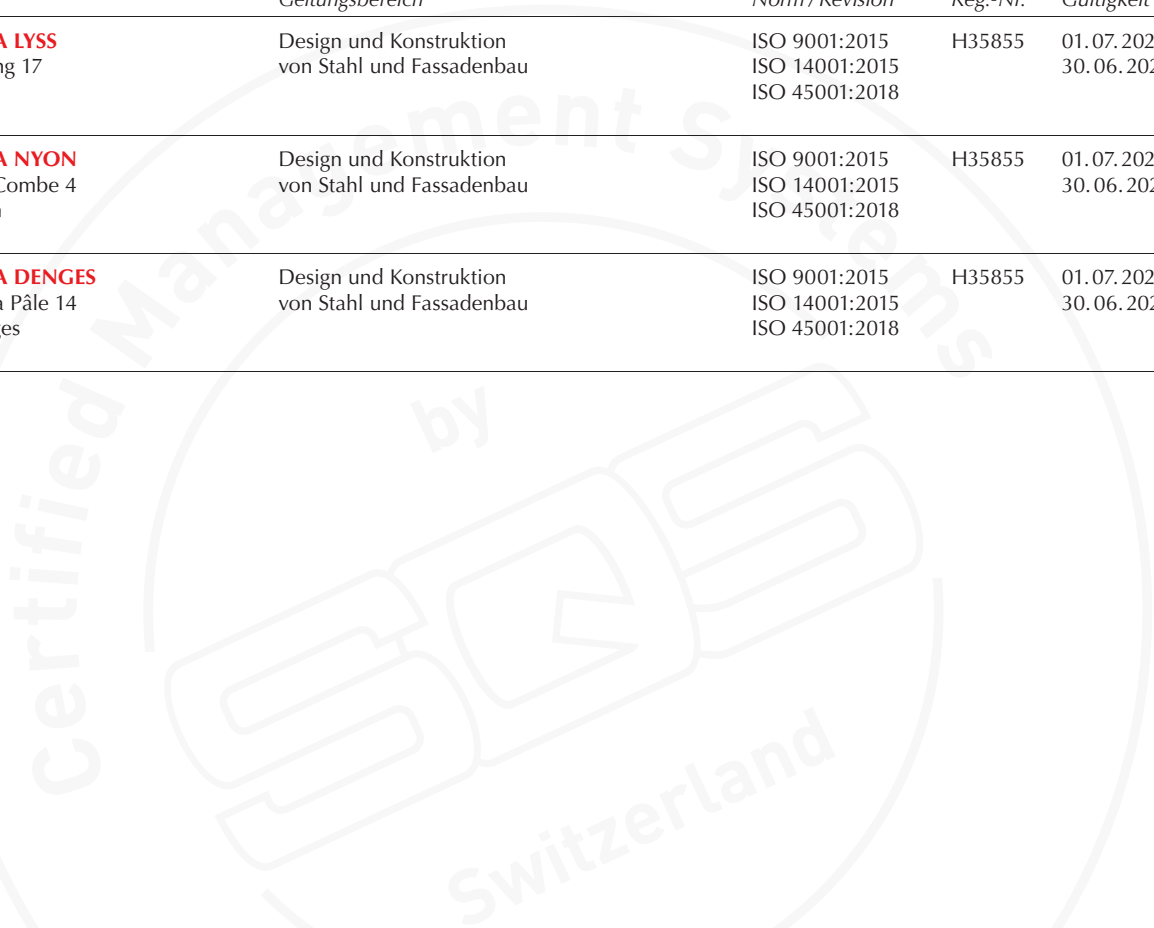 Geltungsbereich Norm / Revision Reg.-Nr. Gültigkeit
A LYSS Design und Konstruktion ISO 9001:2015 H35855 01.07.202
ng 17 von Stahl und Fassadenbau ISO 14001:2015 30.06.202
ISO 45001:2018
A NYON Design und Konstruktion ISO 9001:2015 H35855 01.07.202
Combe 4 von Stahl und Fassadenbau ISO 14001:2015 30.06.202
ISO 45001:2018
A DENGES Design und Konstruktion ISO 9001:2015 H35855 01.07.202
a Pâle 14 von Stahl und Fassadenbau ISO 14001:2015 30.06.202
ges ISO 45001:2018
Certified Management Systems
by
SQS
Switzerland